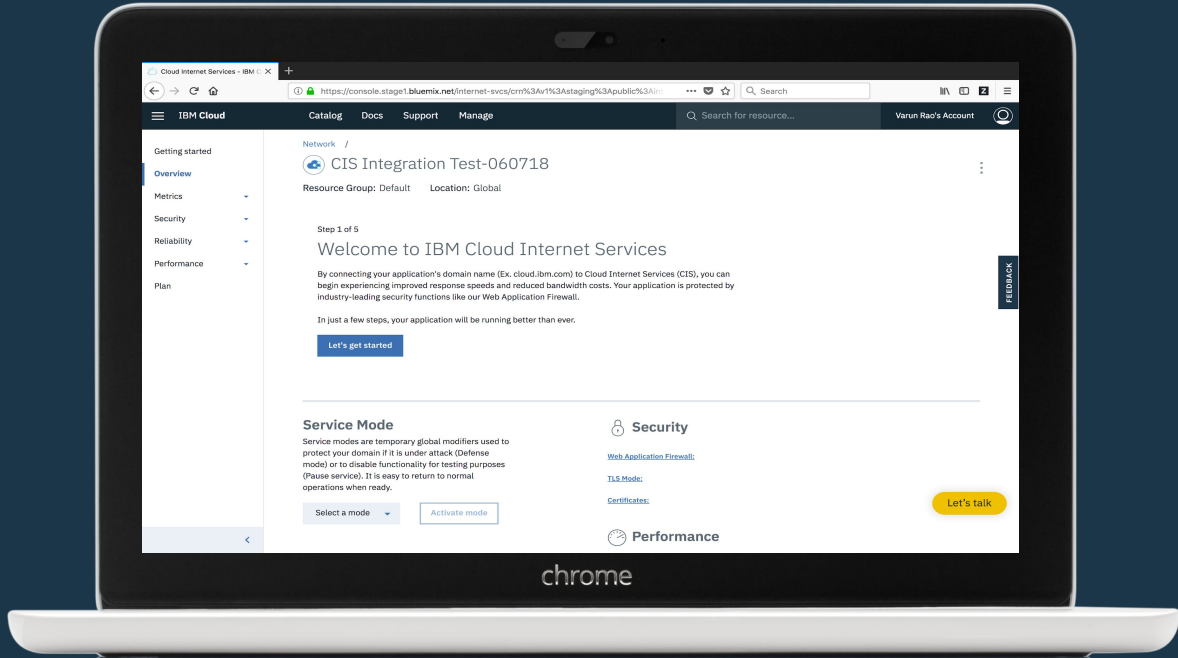 Cloud Internet Services - IBM C
https://console.stage1.bluemix.net/internet-svcs/crn%3Av1%3Astaging%3Apublic%3A
Search
IBM Cloud
Catalog
Docs
Support
Manage
Search for resource...
Varun Rao's Account
Getting started
Overview
Metrics
Security
Reliability
Performance
Plan
Network /
CIS Integration Test-060718
Resource Group: Default Location: Global
Step 1 of 5
Welcome to IBM Cloud Internet Services
By connecting your application's domain name (Ex. cloud.ibm.com) to Cloud Internet Services (CIS), you can
begin experiencing improved response speeds and reduced bandwidth costs. Your application is protected by
industry-leading security functions like our Web Application Firewall.
In just a few steps, your application will be running better than ever.
Let's get started
FEEDBACK
Service Mode
Service modes are temporary global modifiers used to
protect your domain if it is under attack (Defense
mode) or to disable functionality for testing purposes
(Pause service). It is easy to return to normal
operations when ready.
Select a mode
Activate mode
Security
Web Application Firewall:
TLS Mode:
Certificates:
Performance
Let's talk
chrome